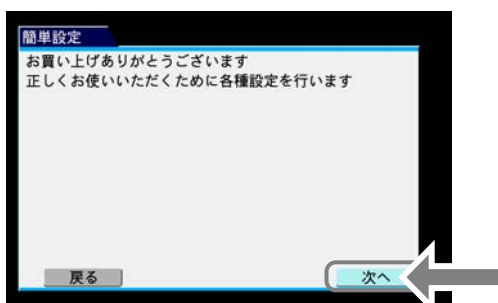 簡単設定
お買い上げありがとうございます
正しくお使いいただくために各種設定を行います
戻る
次へ